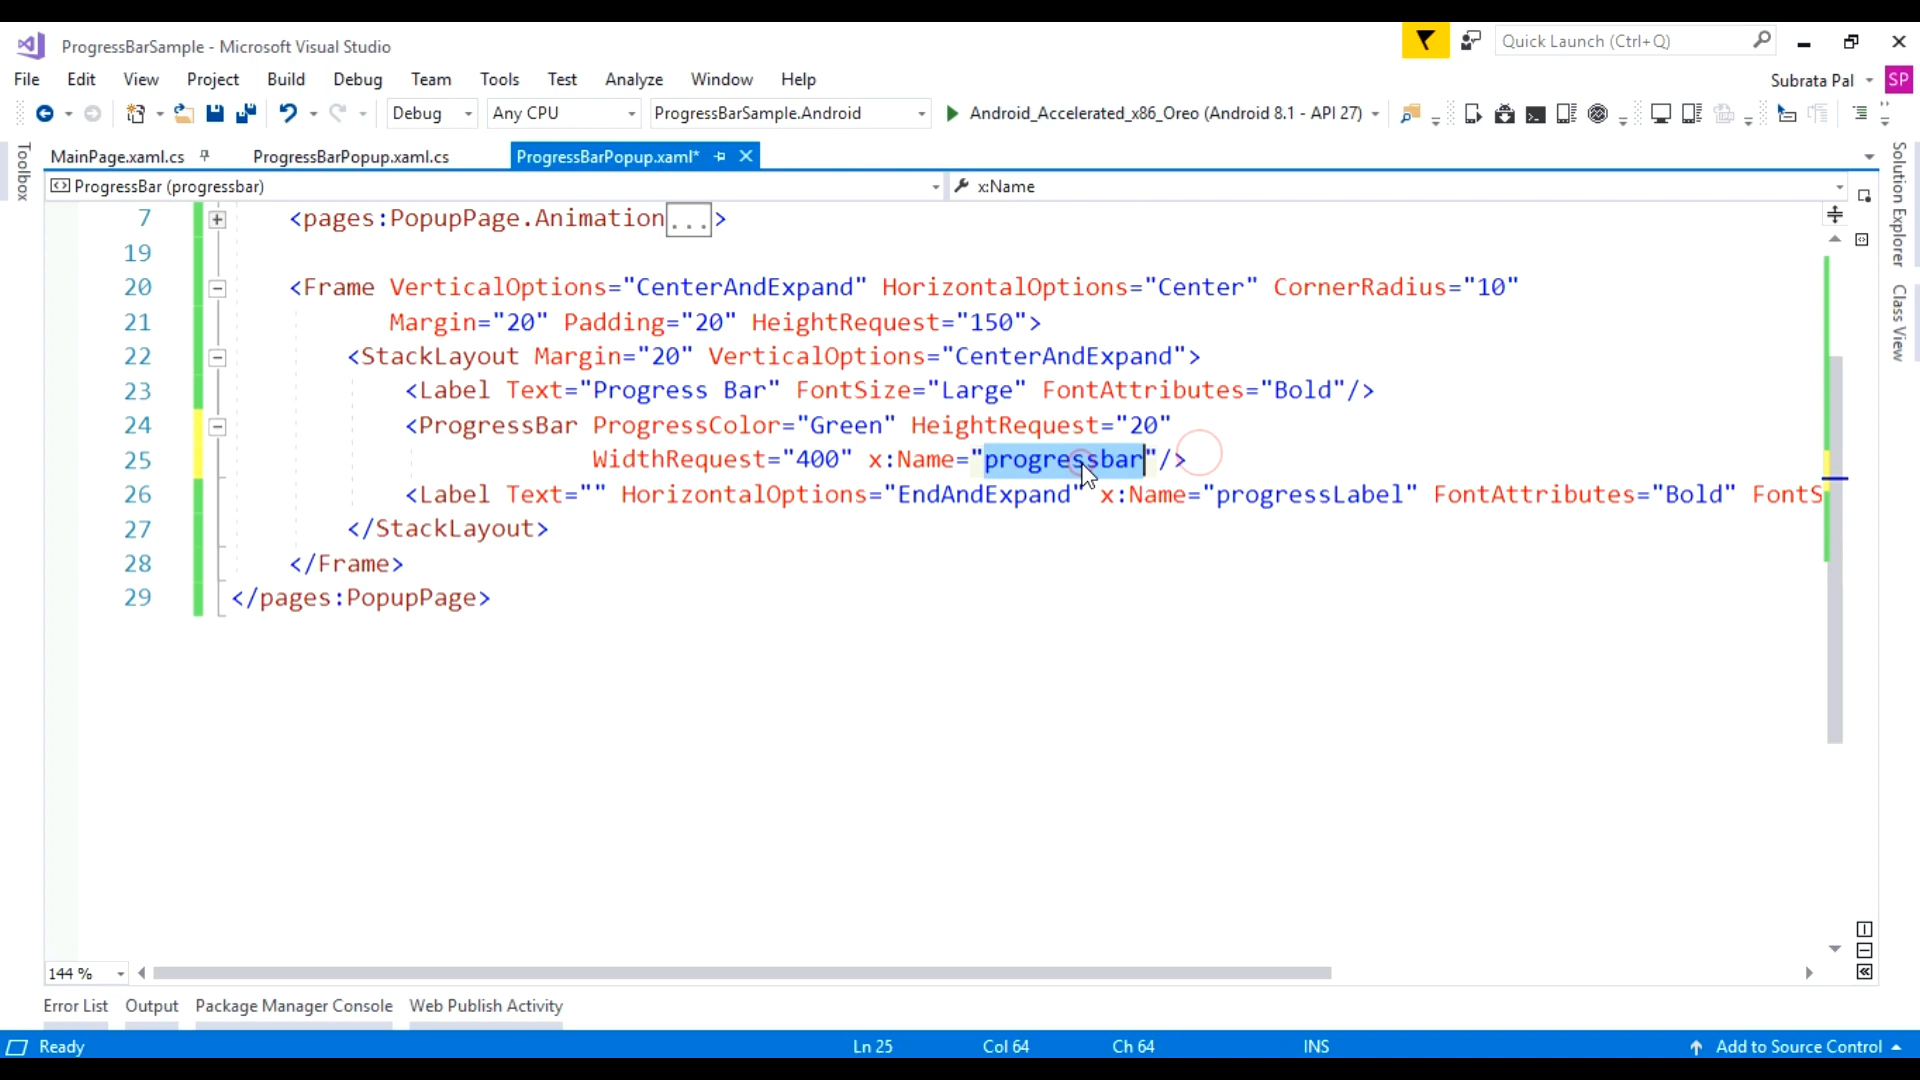 ProgressBarSample - Microsoft Visual Studio
Quick Launch (Ctrl+Q)
File Edit View Project Build Debug Team Tools Test Analyze Window Help
Subrata Pal SP
Debug Any CPU ProgressBarSample.Android Android_Accelerated_x86_Oreo (Android 8.1 - API 27)
MainPage.xaml.cs ProgressBarPopup.xaml.cs ProgressBarPopup.xaml*
ProgressBar (progressbar) x:Name
Toolbox
Solution Explorer
Class View
7 <pages:PopupPage.Animation...>
19
20 <Frame VerticalOptions="CenterAndExpand" HorizontalOptions="Center" CornerRadius="10"
21 Margin="20" Padding="20" HeightRequest="150">
22 <StackLayout Margin="20" VerticalOptions="CenterAndExpand">
23 <Label Text="Progress Bar" FontSize="Large" FontAttributes="Bold"/>
24 <ProgressBar ProgressColor="Green" HeightRequest="20"
25 WidthRequest="400" x:Name="progressbar"/>
26 <Label Text="" HorizontalOptions="EndAndExpand" x:Name="progressLabel" FontAttributes="Bold" FontS
27 </StackLayout>
28 </Frame>
29 </pages:PopupPage>
144 %
Error List Output Package Manager Console Web Publish Activity
Ready Ln 25 Col 64 Ch 64 INS Add to Source Control